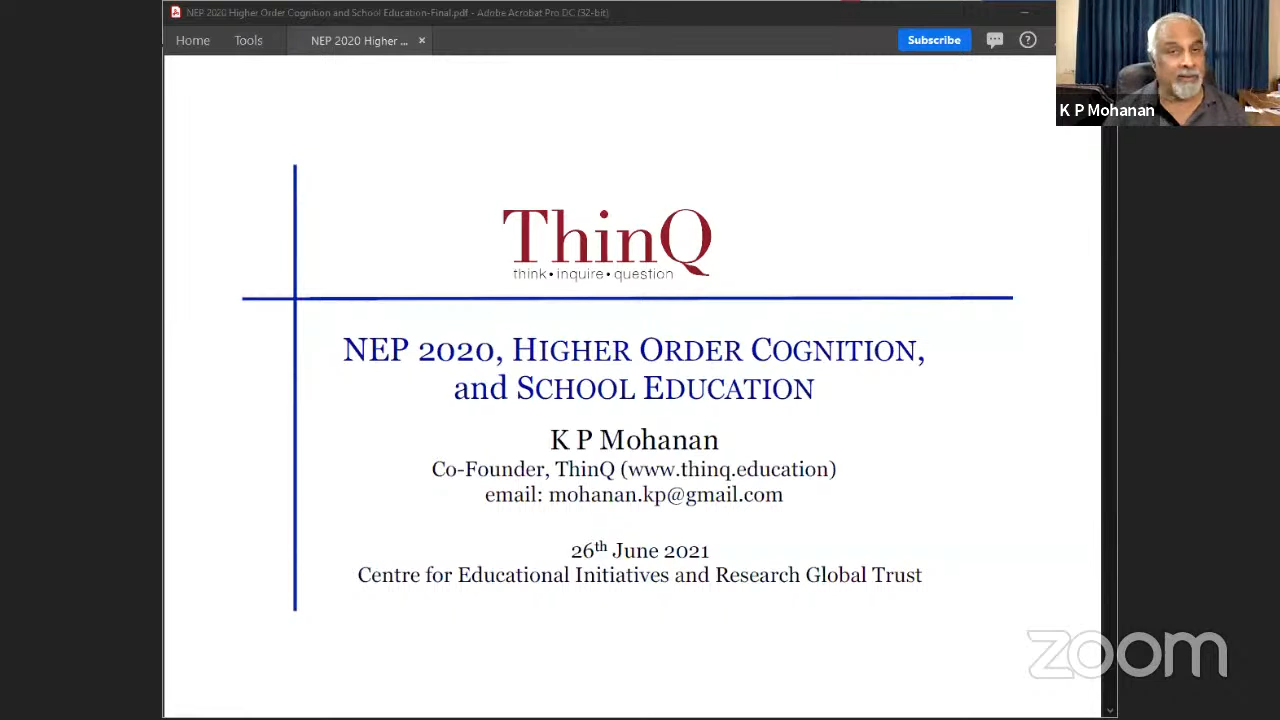 NEP 2020 Higher Order Cognition and School Education-Final.pdf - Adobe Acrobat Pro DC (32-bit)
Home
Tools
NEP 2020 Higher ...
Subscribe
K P Mohanan
ThinQ
think • inquire • question
NEP 2020, HIGHER ORDER COGNITION,
and SCHOOL EDUCATION
K P Mohanan
Co-Founder, ThinQ (www.thinq.education)
email: mohanan.kp@gmail.com
26th June 2021
Centre for Educational Initiatives and Research Global Trust
zoom